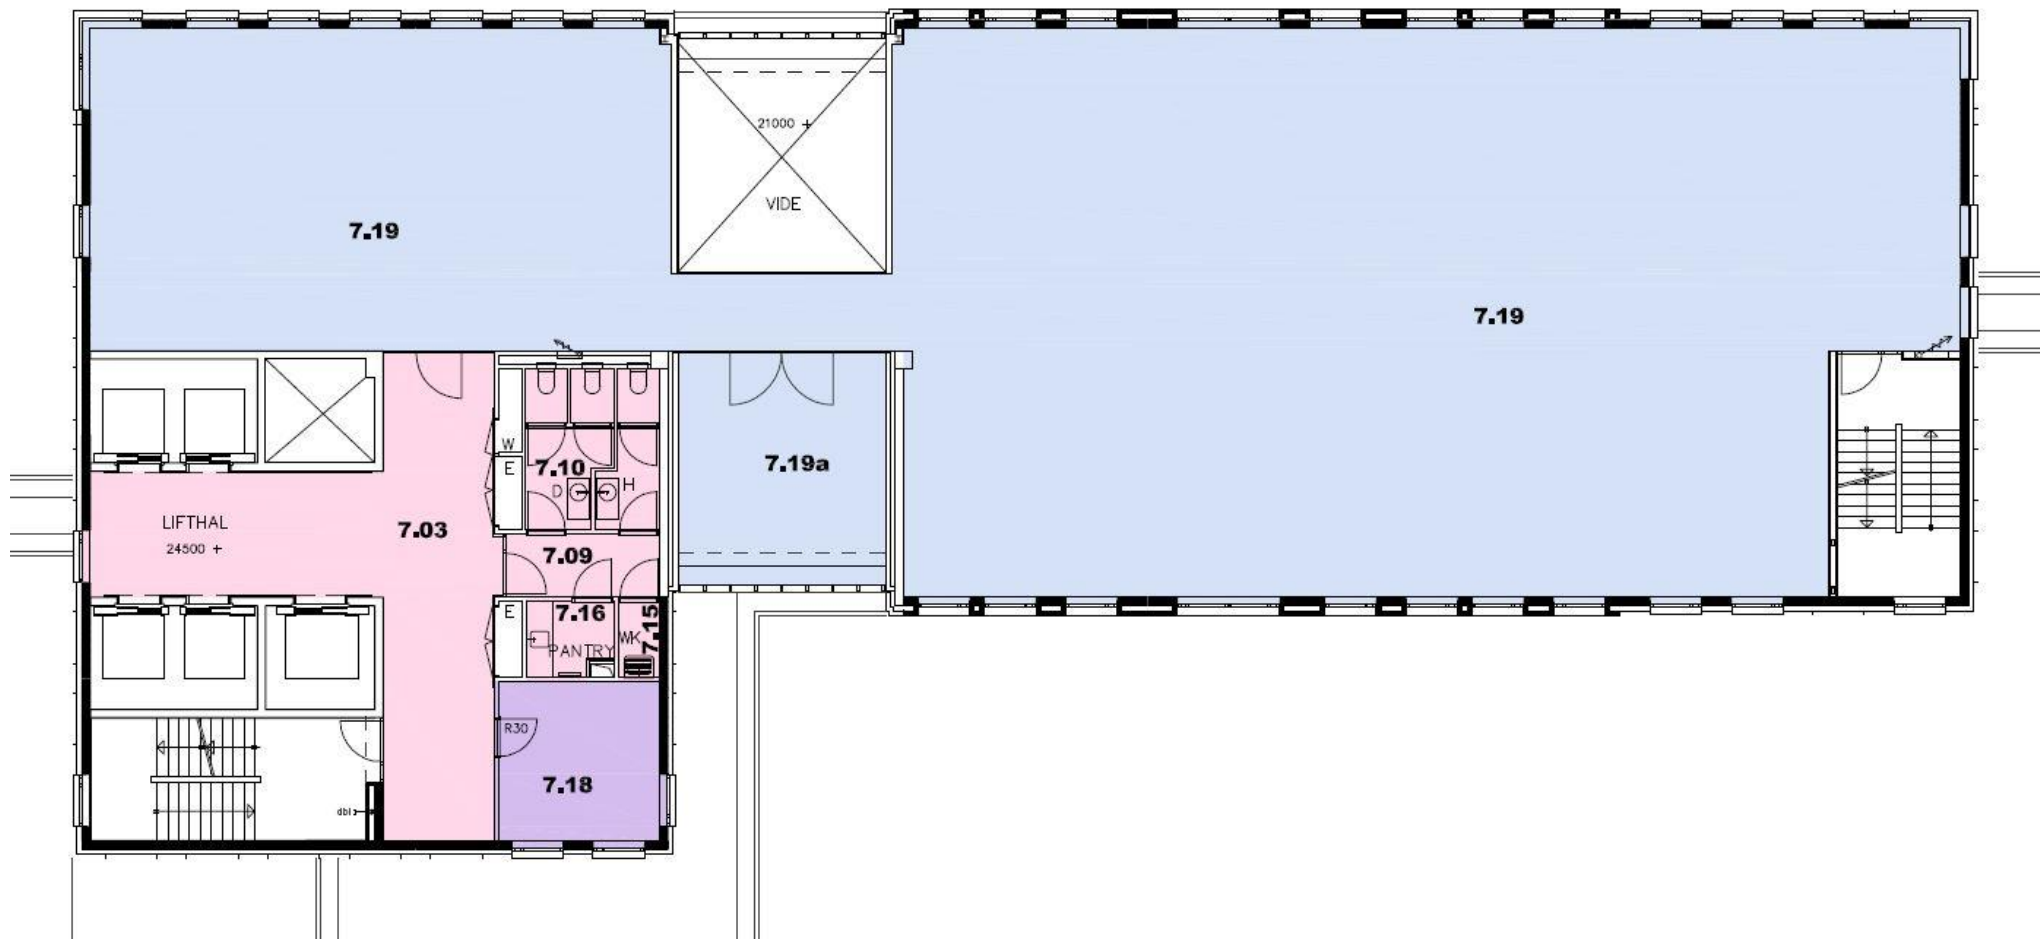 21000 +
VIDE
7.19
7.19
W
E
7.10
D
H
7.19a
LIFTHAL
24500 +
7.03
7.09
E
7.16
PANTRY
WK
7.15
R30
7.18
dbl